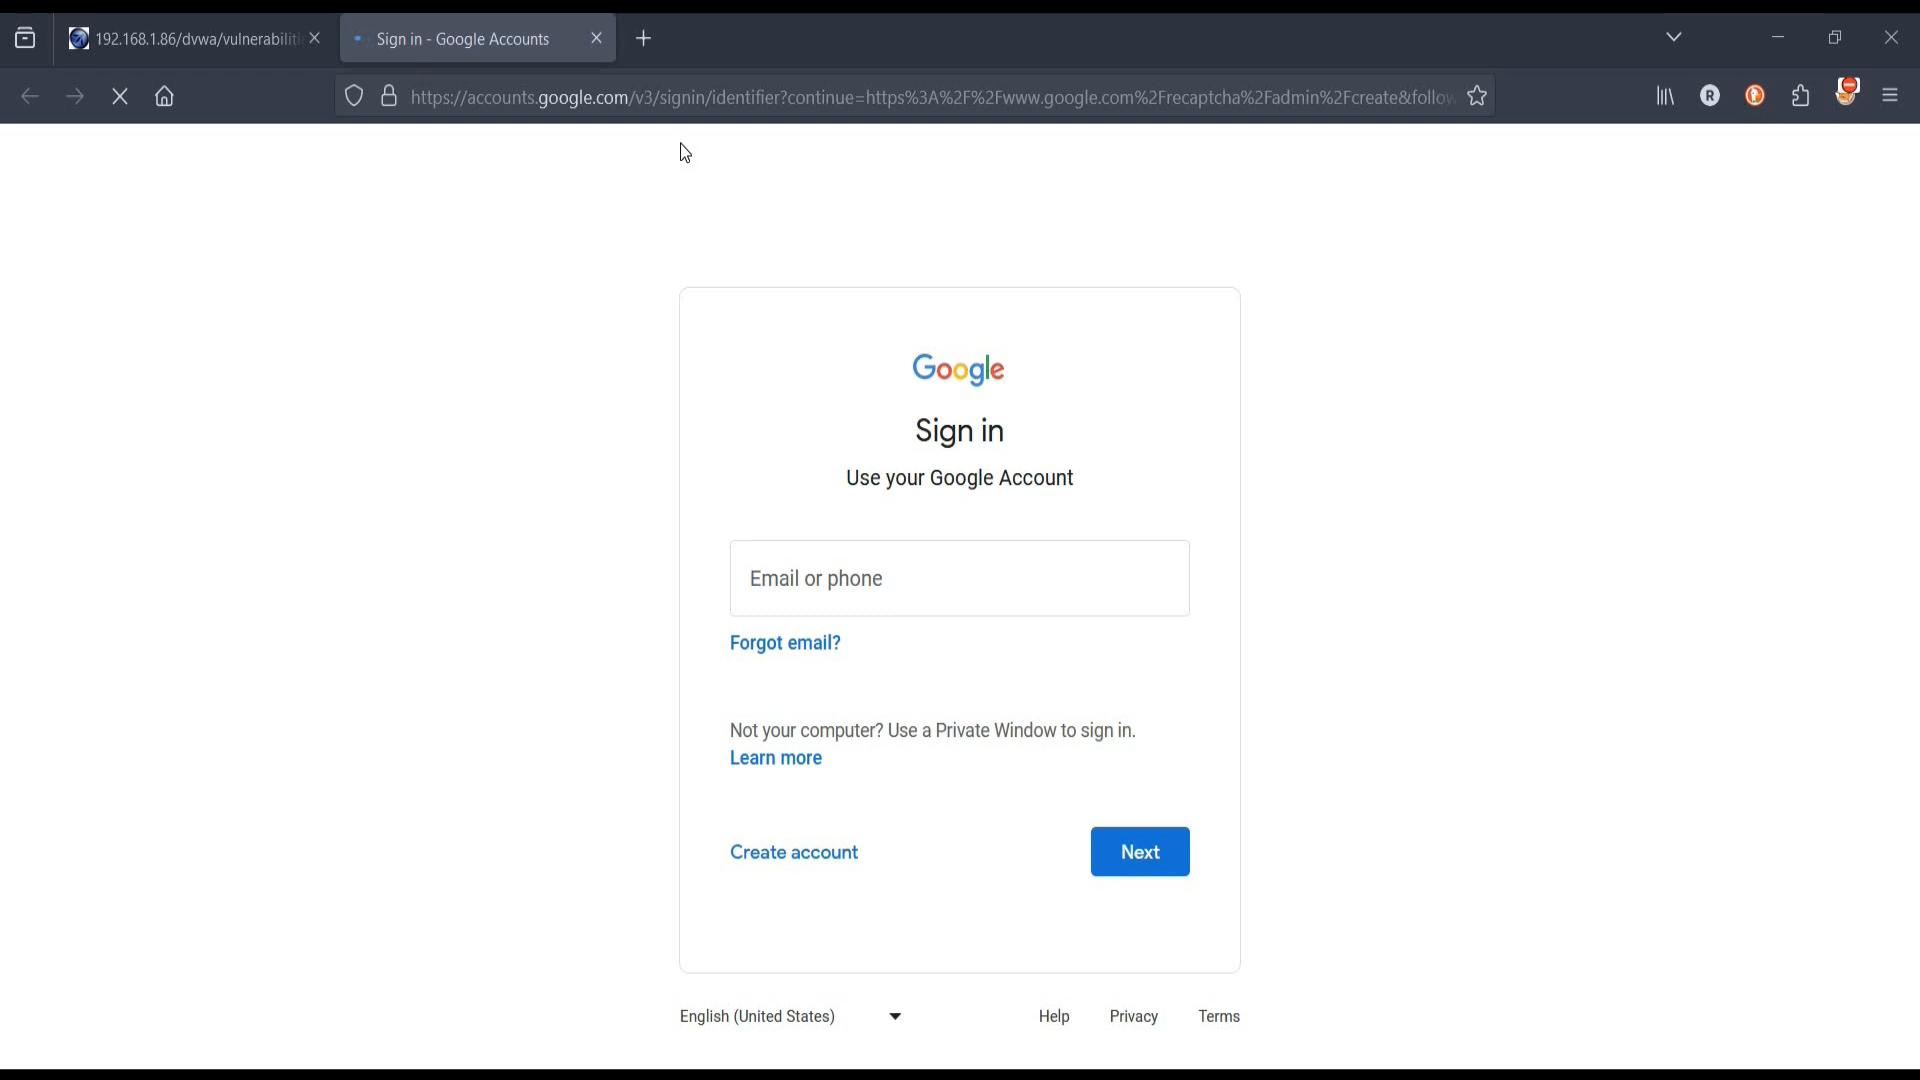 192.168.1.86/dvwa/vulnerabiliti
Sign in - Google Accounts
https://accounts.google.com/v3/signin/identifier?continue=https%3A%2F%2Fwww.google.com%2Frecaptcha%2Fadmin%2Fcreate&follow
R
Google
Sign in
Use your Google Account
Email or phone
Forgot email?
Not your computer? Use a Private Window to sign in.
Learn more
Create account
Next
English (United States)
Help
Privacy
Terms